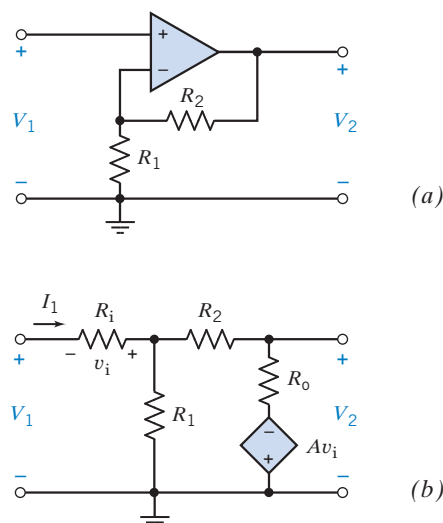 +
+
−
+
+
R₂
V₁
V₂
R₁
−
−
(a)
I₁
Rᵢ
R₂
+
− vᵢ +
+
Rₒ
V₁
R₁
V₂
−
+
Avᵢ
−
−
(b)